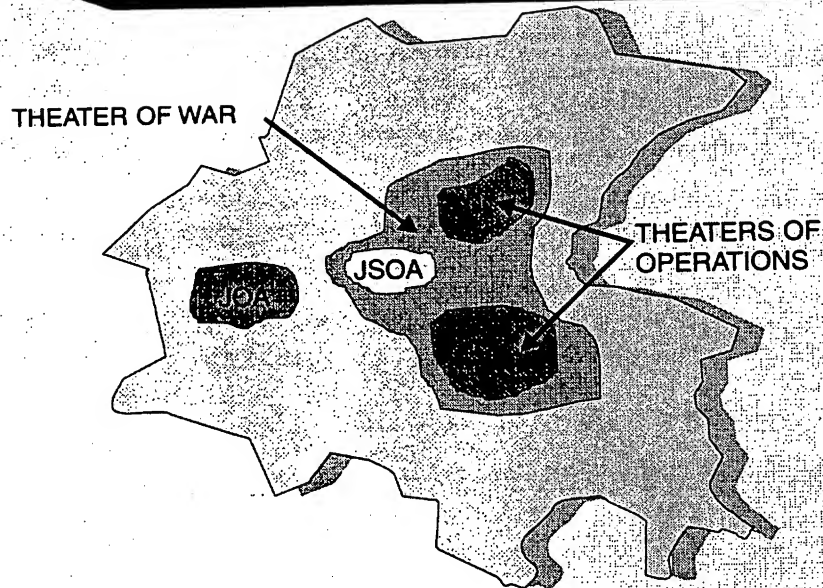 THEATER OF WAR
JSOA
JOA
THEATERS OF
OPERATIONS